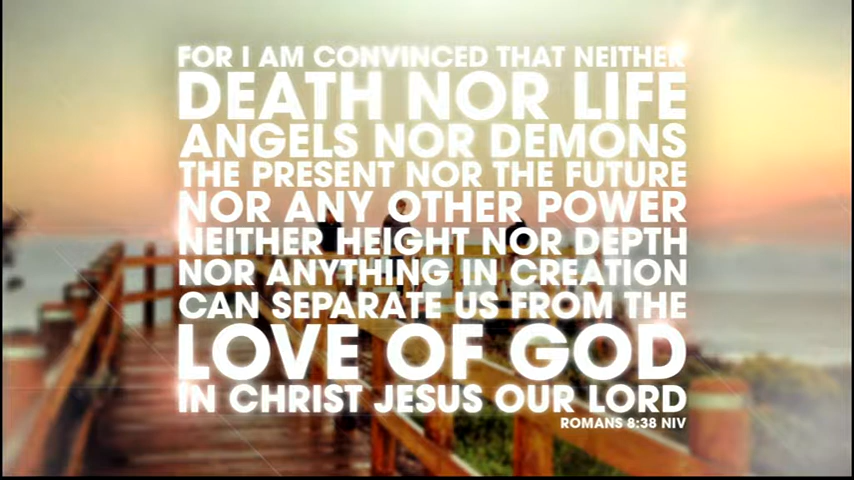 FOR I AM CONVINCED THAT NEITHER
DEATH NOR LIFE
ANGELS NOR DEMONS
THE PRESENT NOR THE FUTURE
NOR ANY OTHER POWER
NEITHER HEIGHT NOR DEPTH
NOR ANYTHING IN CREATION
CAN SEPARATE US FROM THE
LOVE OF GOD
IN CHRIST JESUS OUR LORD
ROMANS 8:38 NIV